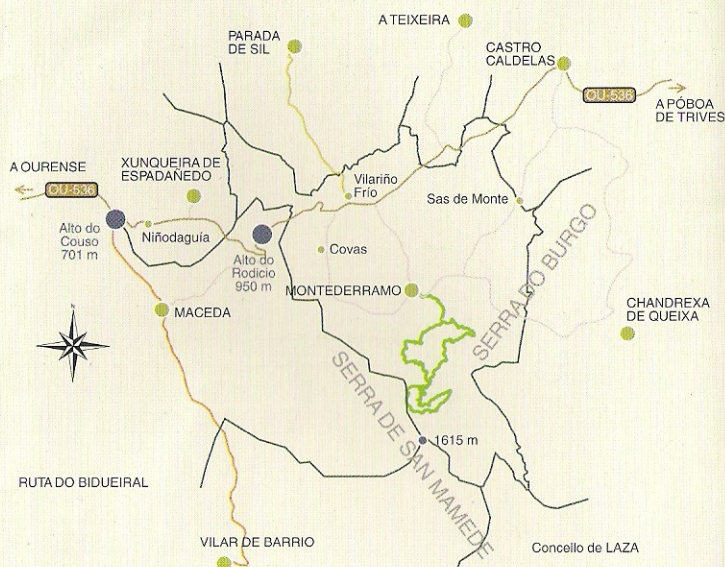 A TEIXEIRA
PARADA
DE SIL
CASTRO
CALDELAS
OU-536
A PÓBOA
DE TRIVES
A OURENSE
OU-536
XUNQUEIRA DE
ESPADAÑEDO
Vilariño
Frío
Sas de Monte
Alto do
Couso
701 m
Niñodaguía
Alto do
Rodicio
950 m
Covas
MONTEDERRAMO
SERRA DO BURGO
CHANDREXA
DE QUEIXA
MACEDA
N
SERRA DE SAN MAMEDE
1615 m
RUTA DO BIDUEIRAL
VILAR DE BARRIO
Concello de LAZA